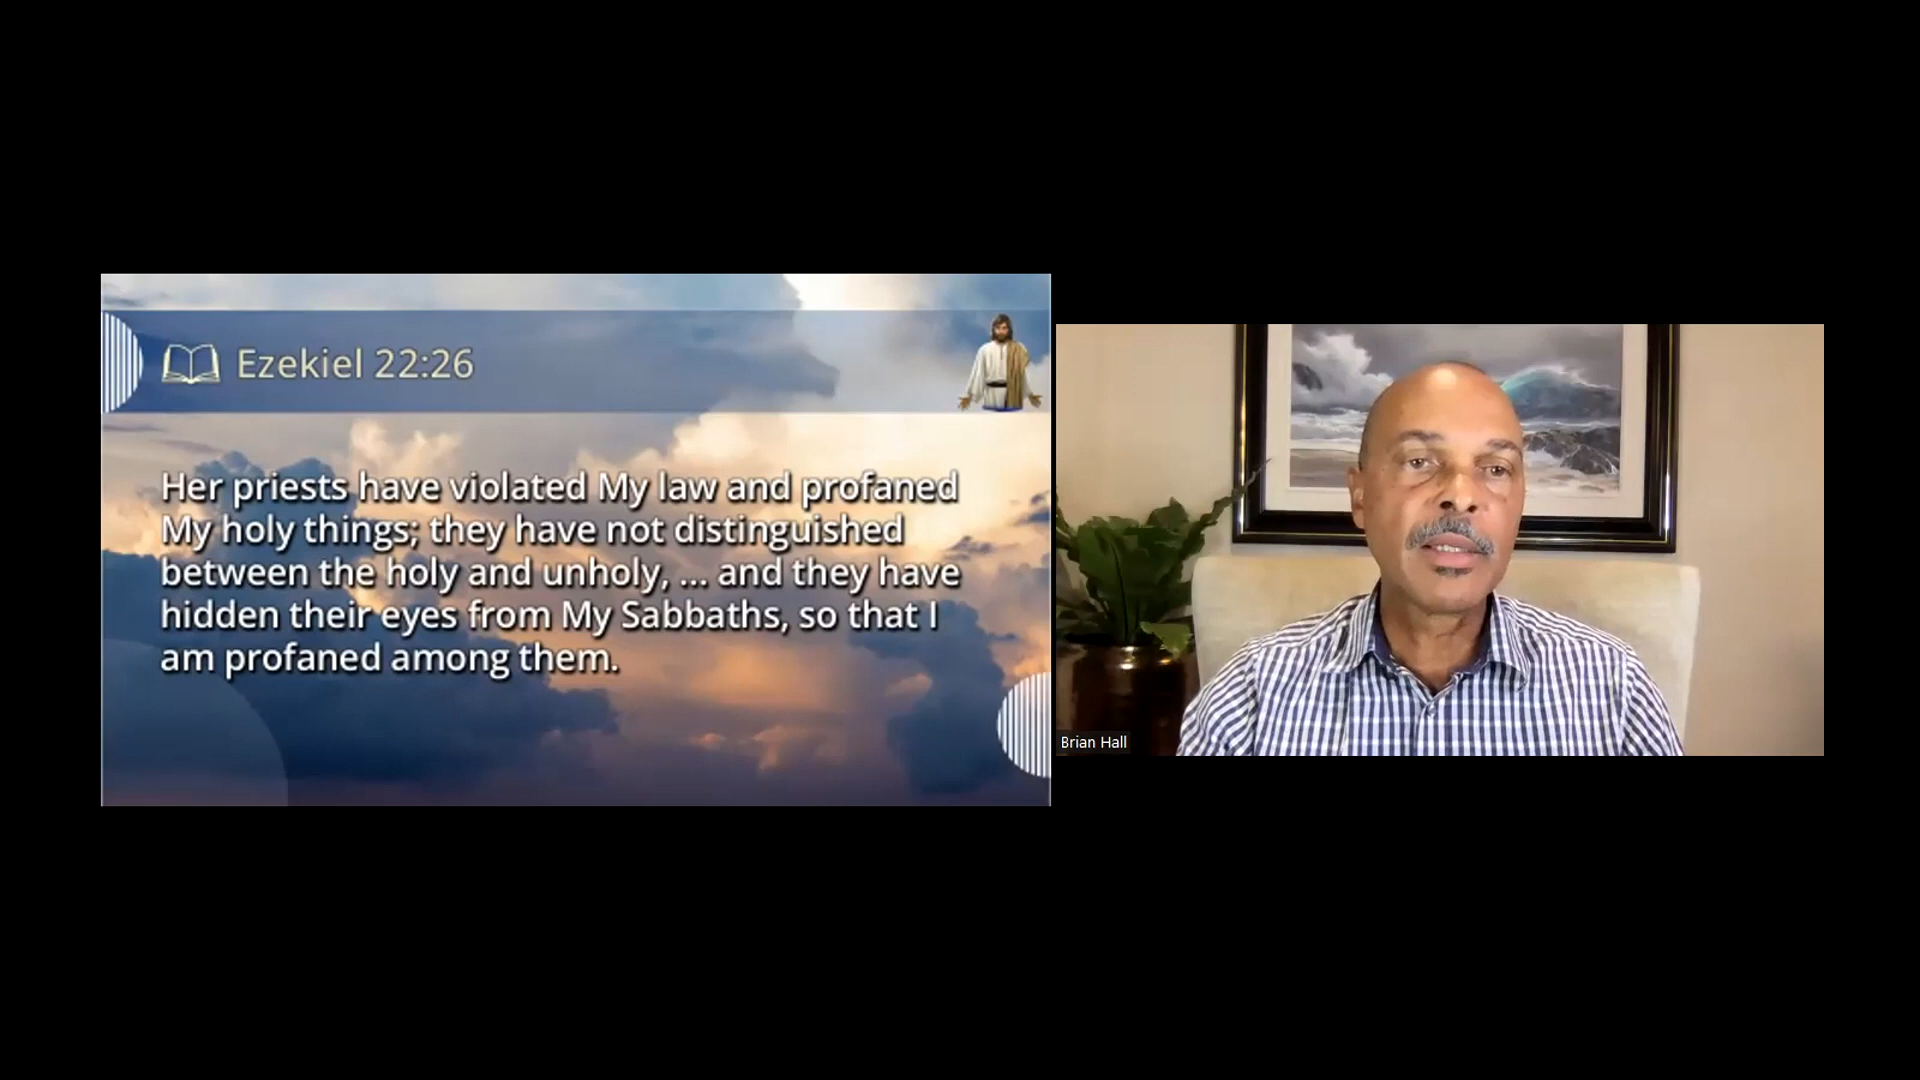 Ezekiel 22:26
Her priests have violated My law and profaned
My holy things; they have not distinguished
between the holy and unholy, ... and they have
hidden their eyes from My Sabbaths, so that I
am profaned among them.
Brian Hall